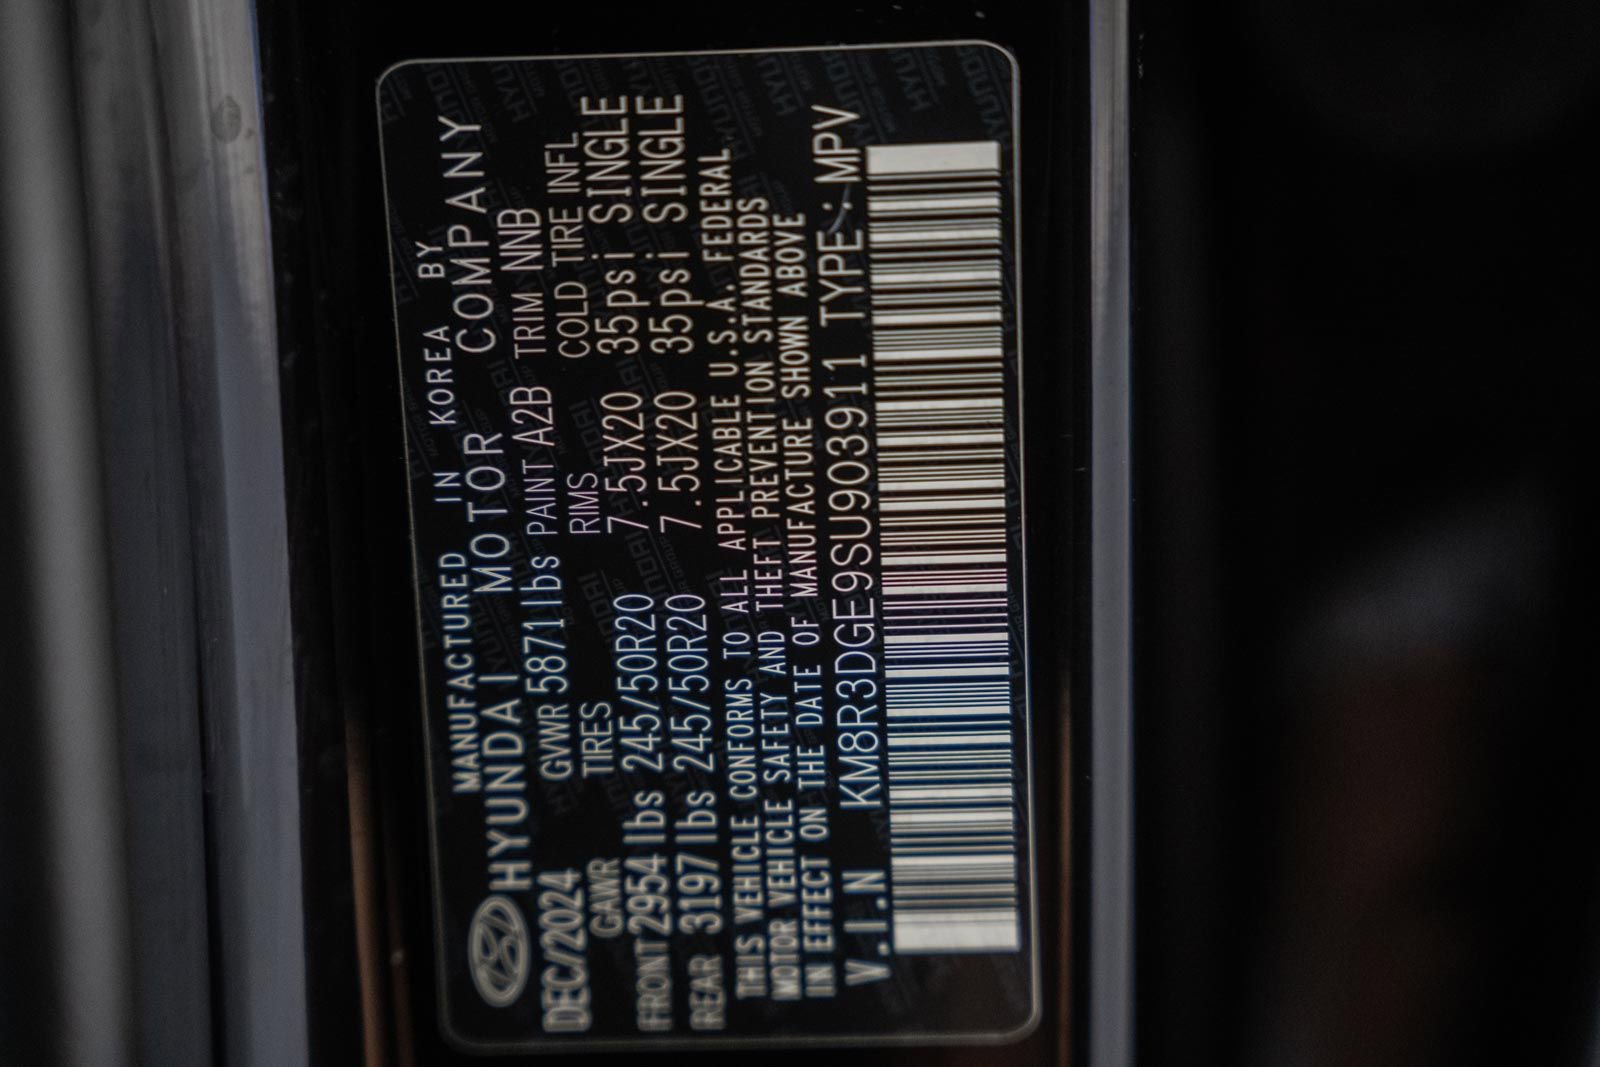 MANUFACTURED IN KOREA BY
HYUNDAI MOTOR COMPANY
DEC/2024 GVWR 5871lbs PAINT A2B TRIM NNB
GAWR TIRES RIMS COLD TIRE INFL
FRONT 2954 lbs 245/50R20 7.5JX20 35psi SINGLE
REAR 3197 lbs 245/50R20 7.5JX20 35psi SINGLE
THIS VEHICLE CONFORMS TO ALL APPLICABLE U.S.A. FEDERAL
MOTOR VEHICLE SAFETY AND THEFT PREVENTION STANDARDS
IN EFFECT ON THE DATE OF MANUFACTURE SHOWN ABOVE
V.I.N KM8R3DGE9SU903911 TYPE : MPV